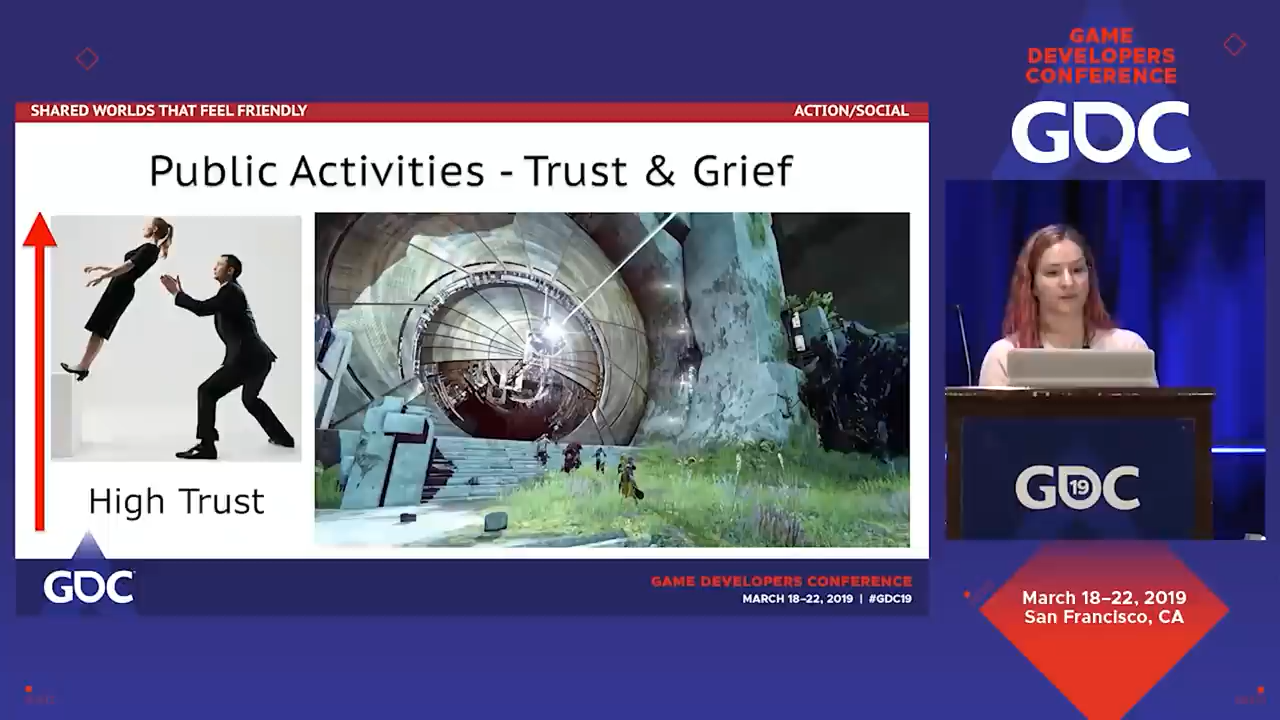 GAME
DEVELOPERS
CONFERENCE
GDC
SHARED WORLDS THAT FEEL FRIENDLY
ACTION/SOCIAL
Public Activities - Trust & Grief
High Trust
GDC
GAME DEVELOPERS CONFERENCE
MARCH 18–22, 2019 | #GDC19
GDC
19
March 18–22, 2019
San Francisco, CA